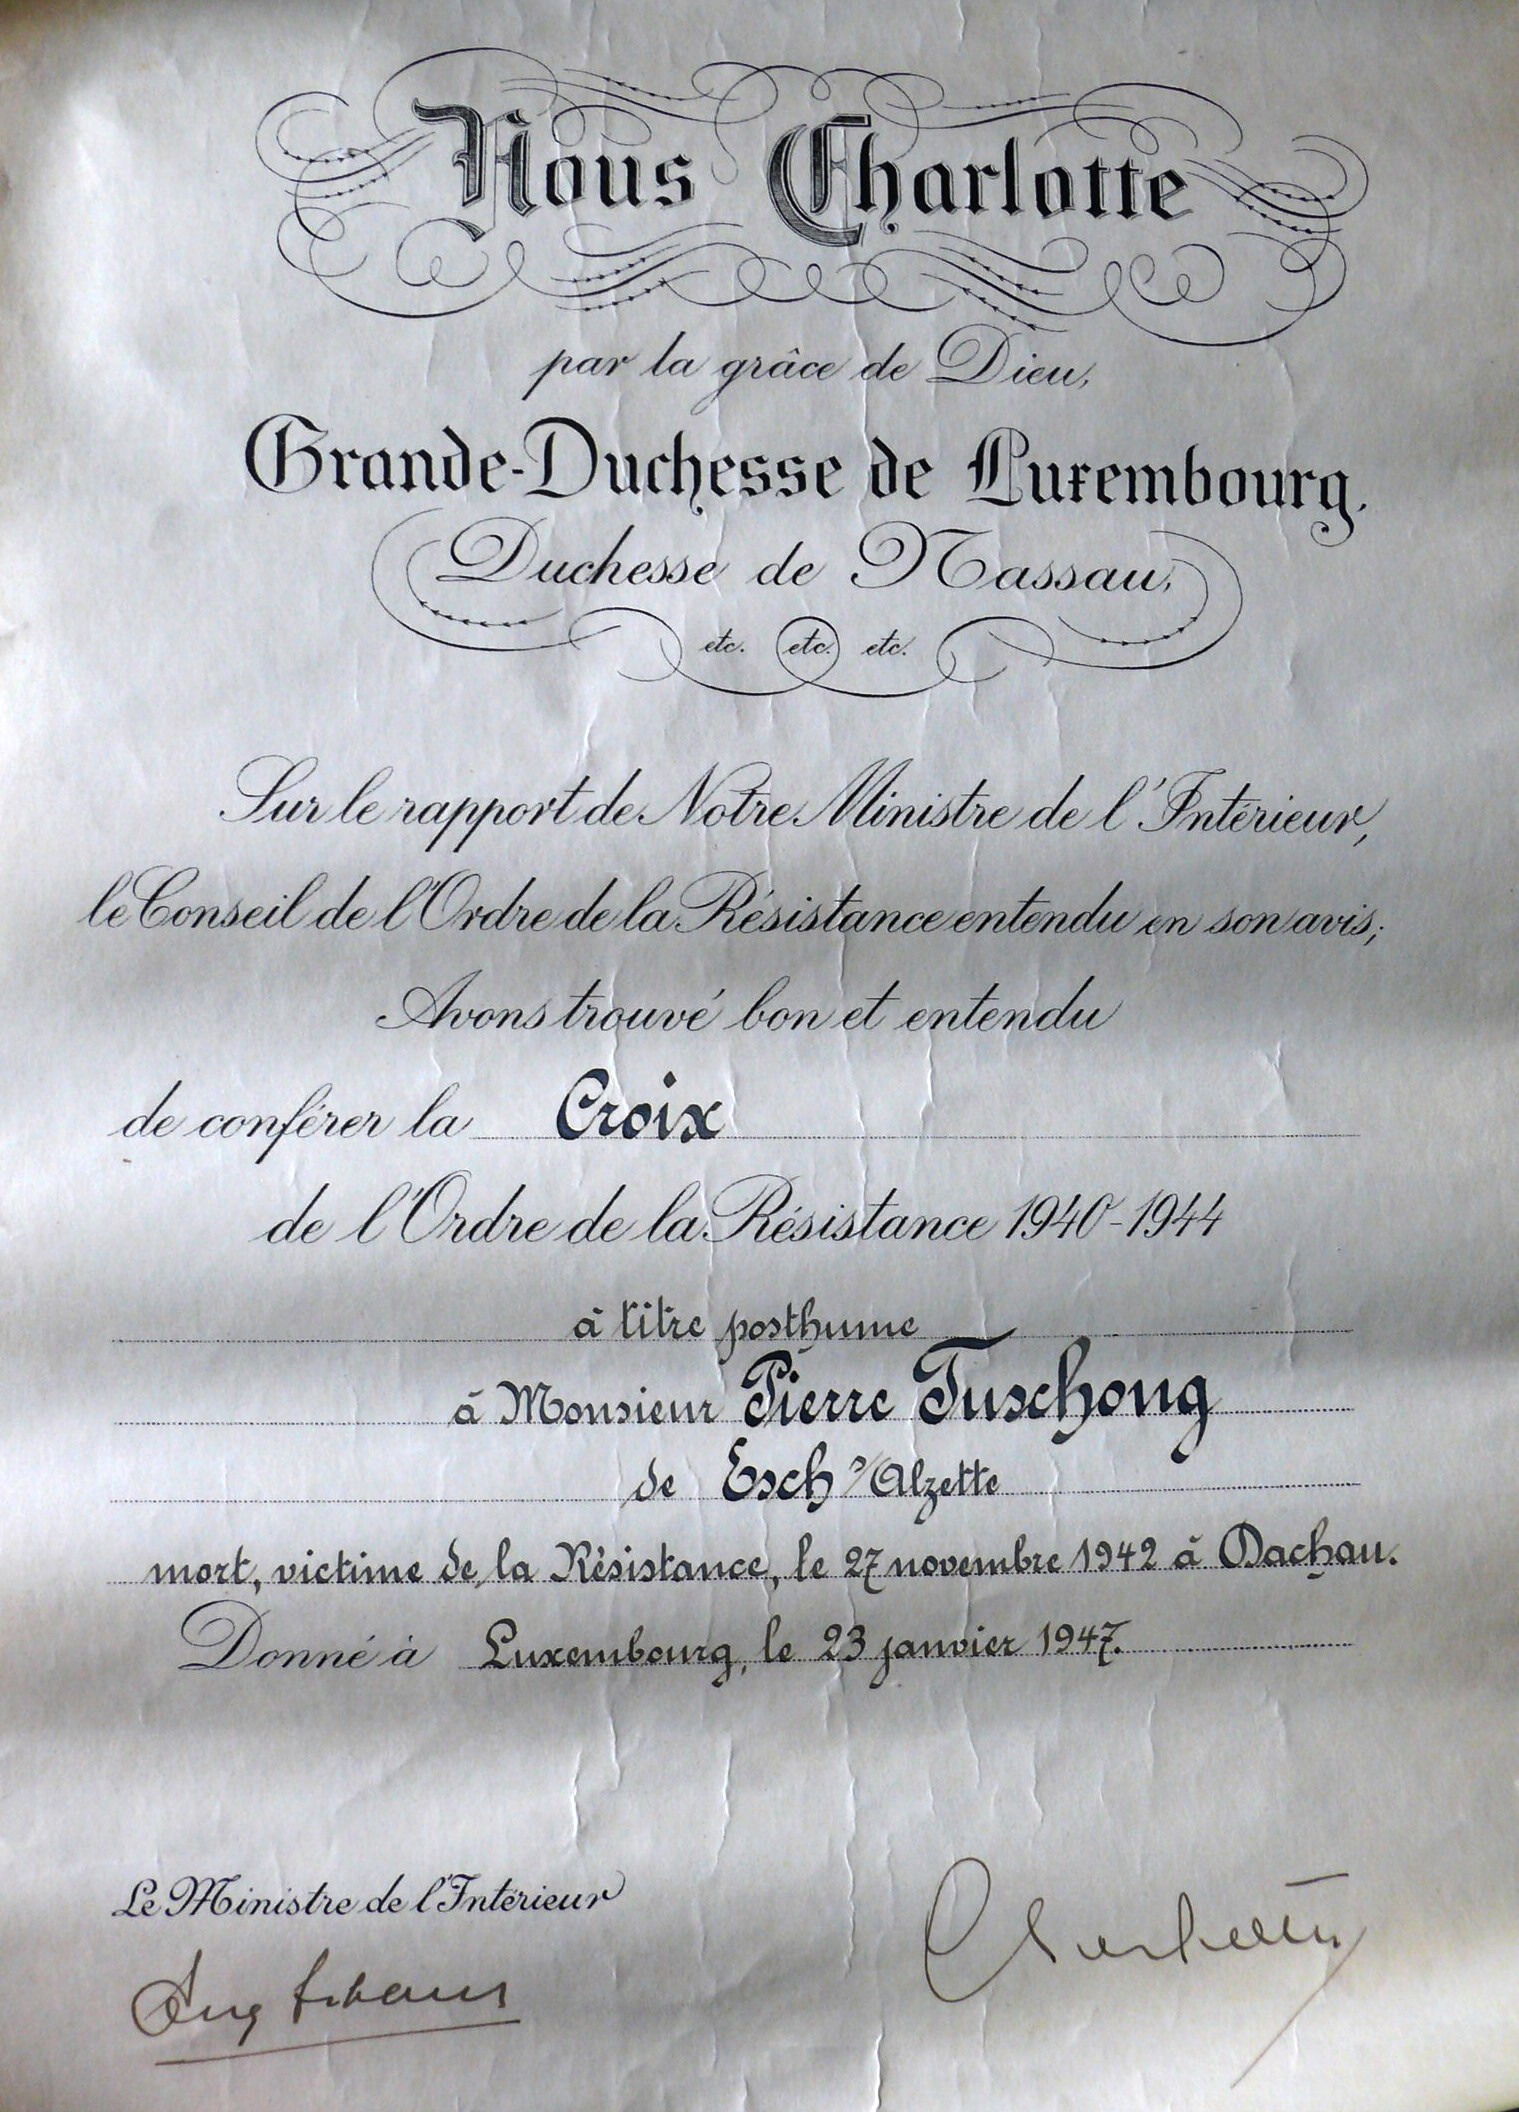 Nous Charlotte
par la grâce de Dieu,
Grande-Duchesse de Luxembourg,
Duchesse de Nassau,
etc. etc. etc.
Sur le rapport de Notre Ministre de l'Intérieur,
le Conseil de l'Ordre de la Résistance entendu en son avis;
Avons trouvé bon et entendu
de conférer la Croix
de l'Ordre de la Résistance 1940-1944
à titre posthume
à Monsieur Pierre Tuschong
de Esch s/Alzette
mort, victime de la Résistance, le 27 novembre 1942 à Dachau.
Donné à Luxembourg, le 23 janvier 1947.
Le Ministre de l'Intérieur
Charlotte